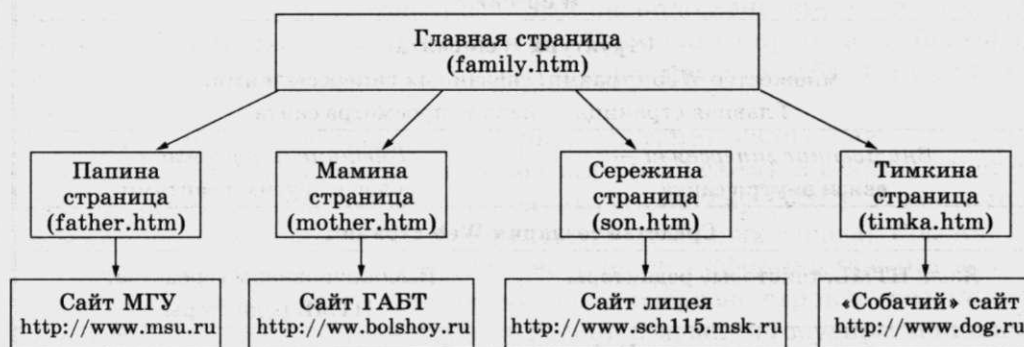 Главная страница
(family.htm)
Папина
страница
(father.htm)
Мамина
страница
(mother.htm)
Сережина
страница
(son.htm)
Тимкина
страница
(timka.htm)
Сайт МГУ
http://www.msu.ru
Сайт ГАБТ
http://ww.bolshoy.ru
Сайт лицея
http://www.sch115.msk.ru
«Собачий» сайт
http://www.dog.ru